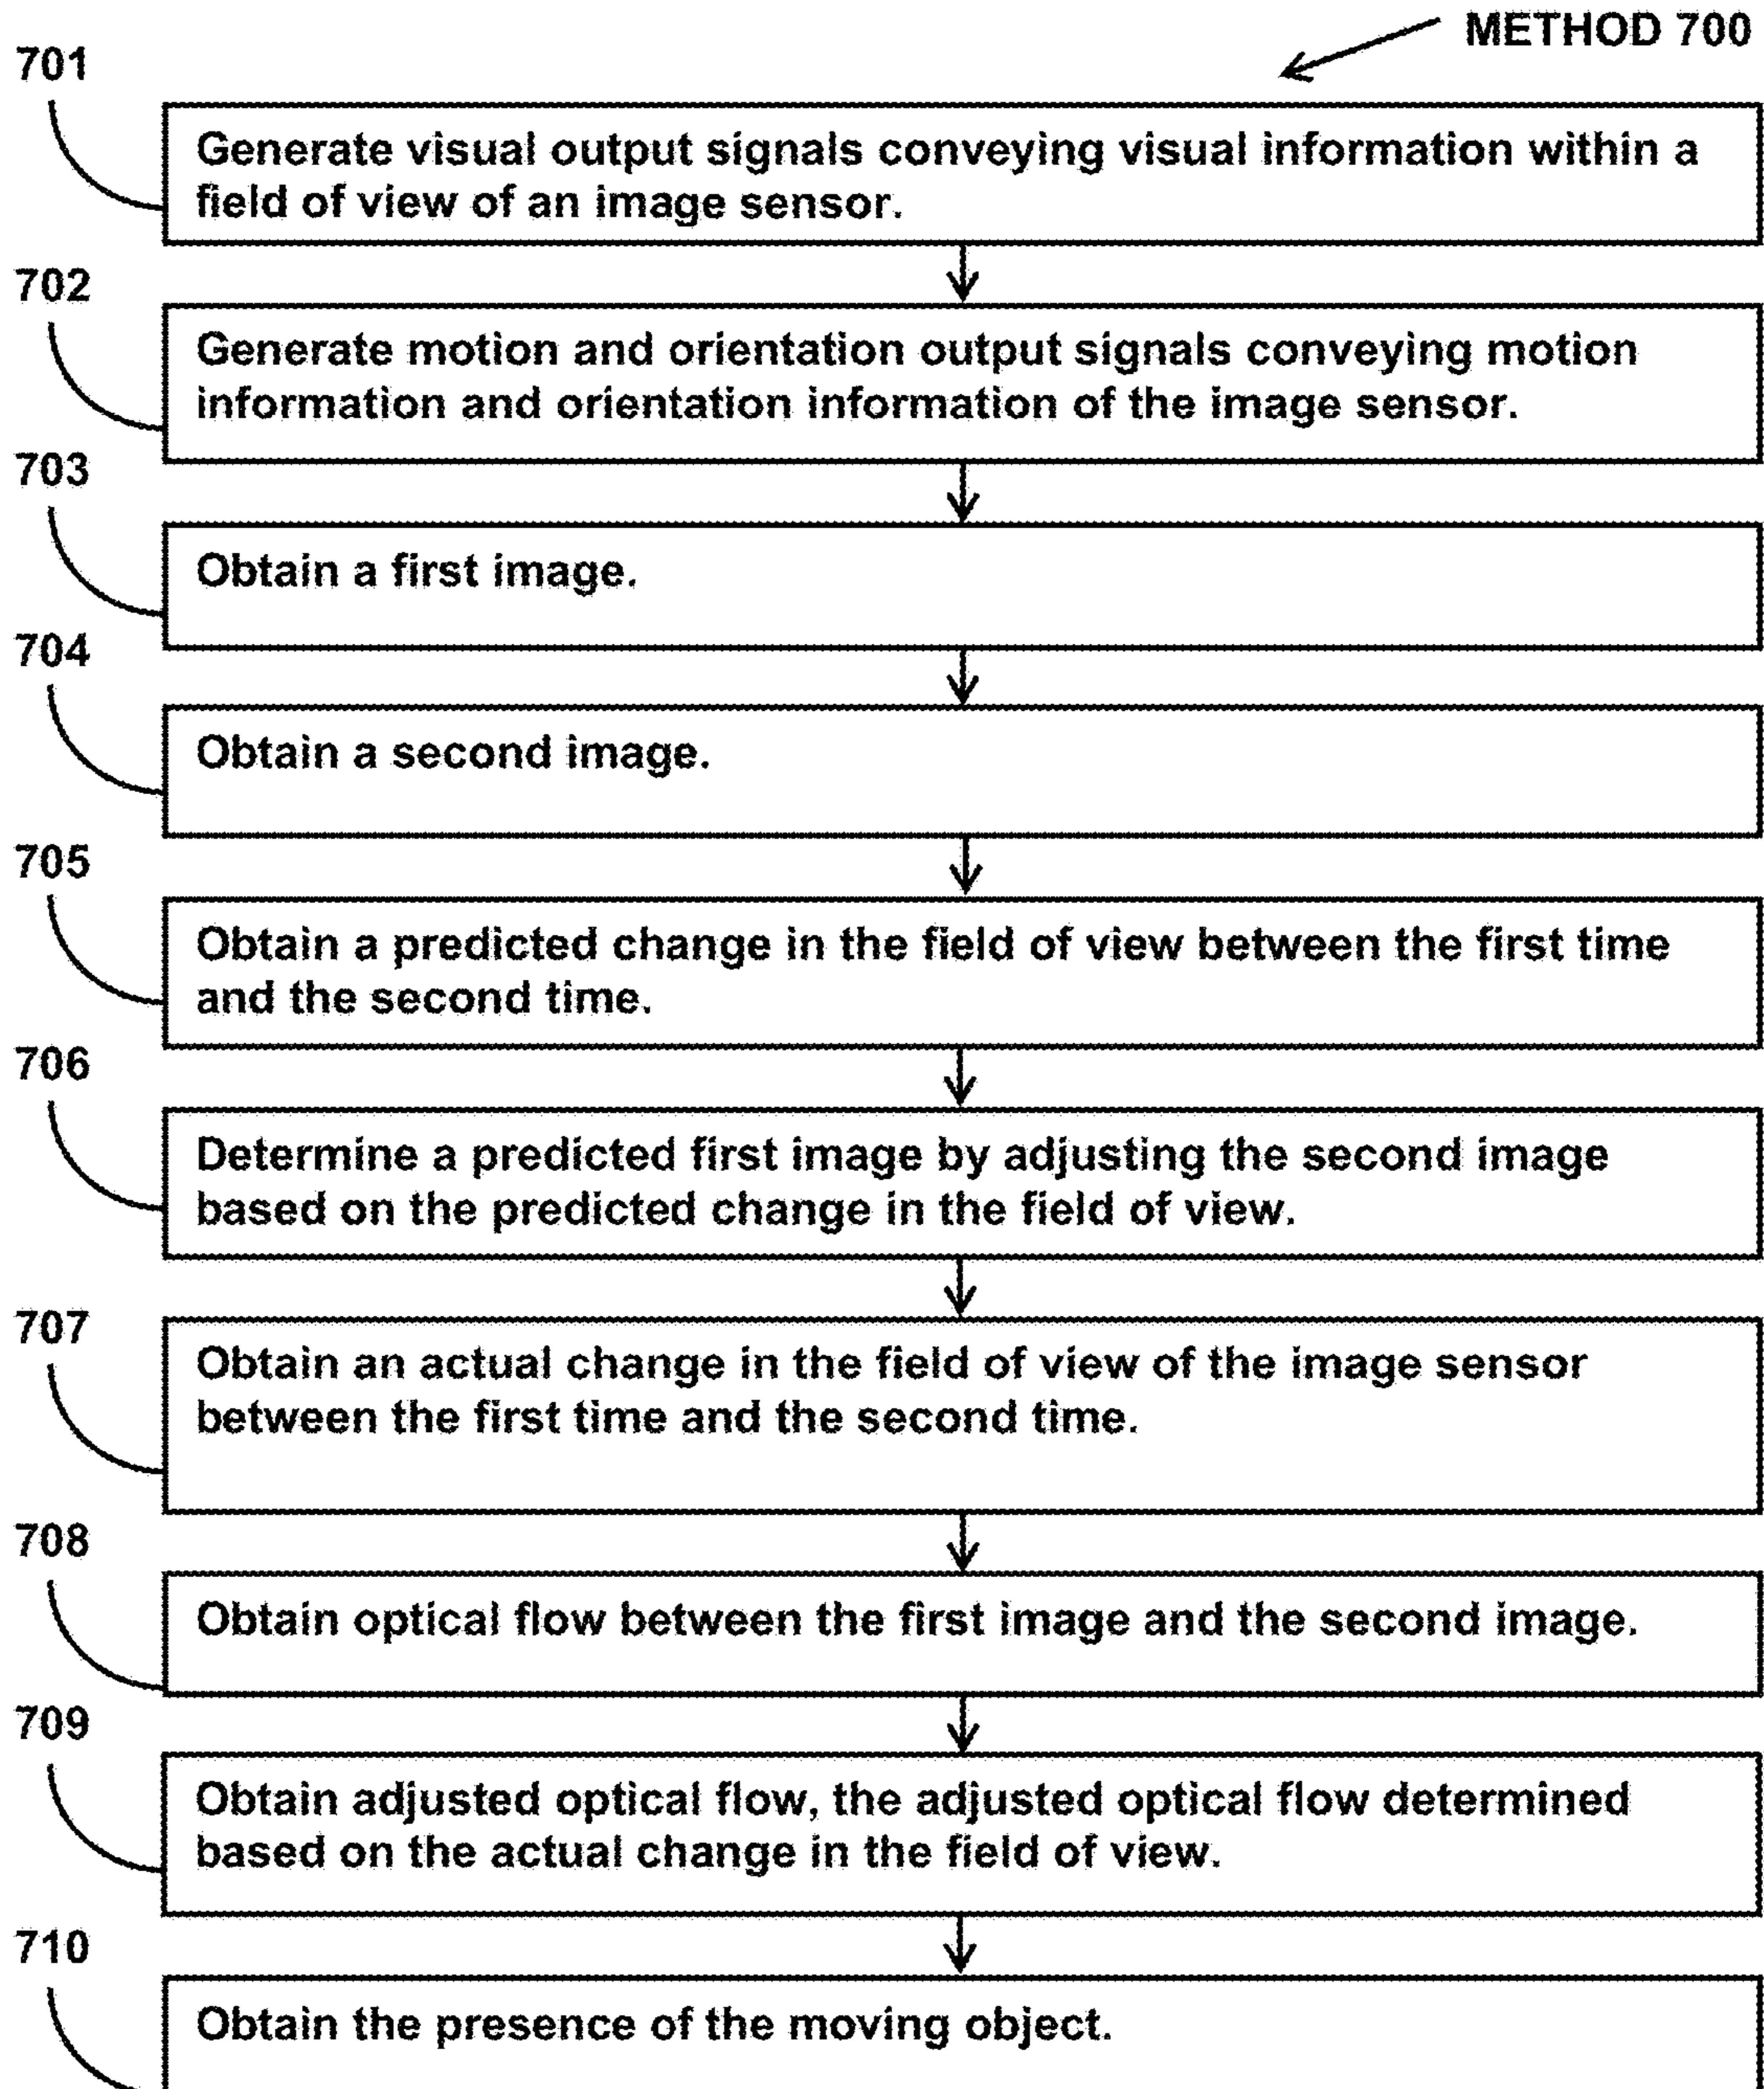 METHOD 700
701
Generate visual output signals conveying visual information within a
field of view of an image sensor.
702
Generate motion and orientation output signals conveying motion
information and orientation information of the image sensor.
703
Obtain a first image.
704
Obtain a second image.
705
Obtain a predicted change in the field of view between the first time
and the second time.
706
Determine a predicted first image by adjusting the second image
based on the predicted change in the field of view.
707
Obtain an actual change in the field of view of the image sensor
between the first time and the second time.
708
Obtain optical flow between the first image and the second image.
709
Obtain adjusted optical flow, the adjusted optical flow determined
based on the actual change in the field of view.
710
Obtain the presence of the moving object.